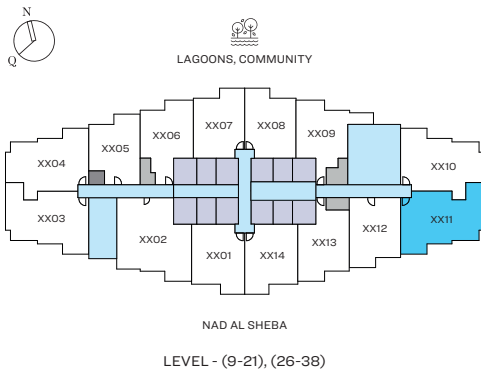 N
Q
LAGOONS, COMMUNITY
XX07 XX08
XX06 XX09
XX05
XX04 XX10
XX03 XX11
XX02 XX01 XX14 XX13 XX12
NAD AL SHEBA
LEVEL - (9-21), (26-38)